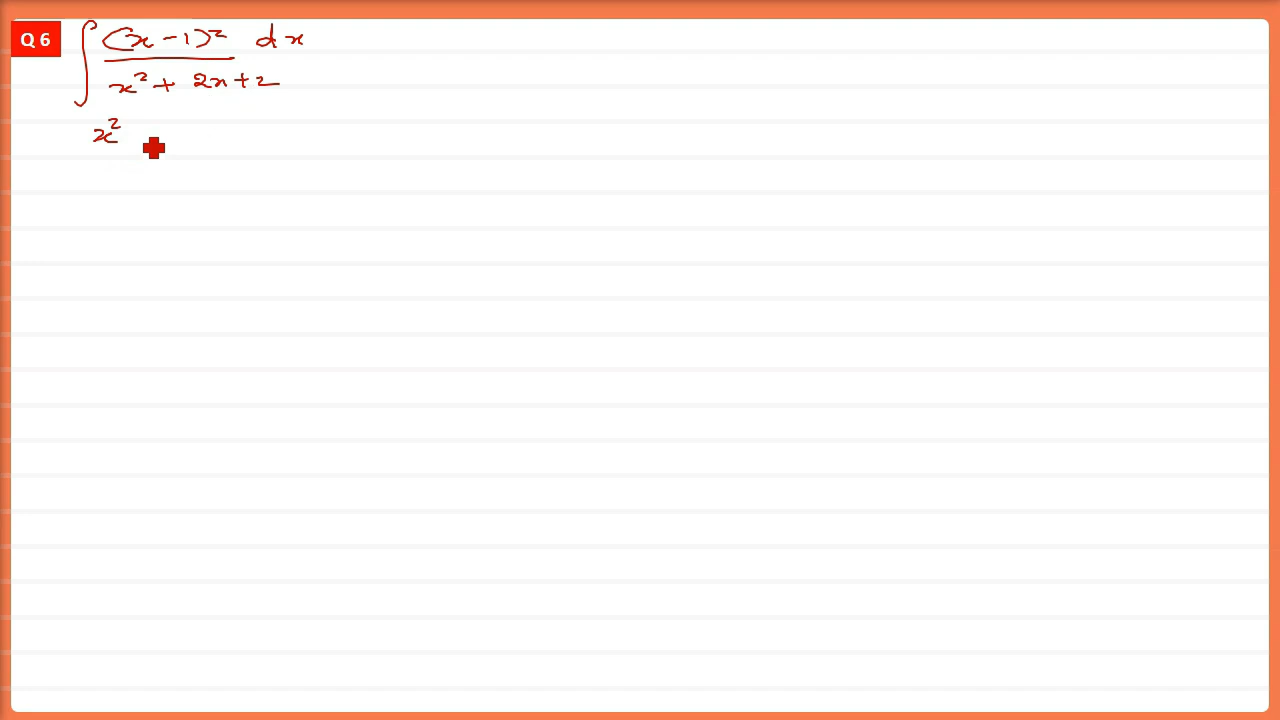 Q 6
∫ (x - 1)² dx
x² + 2x + 2
x²